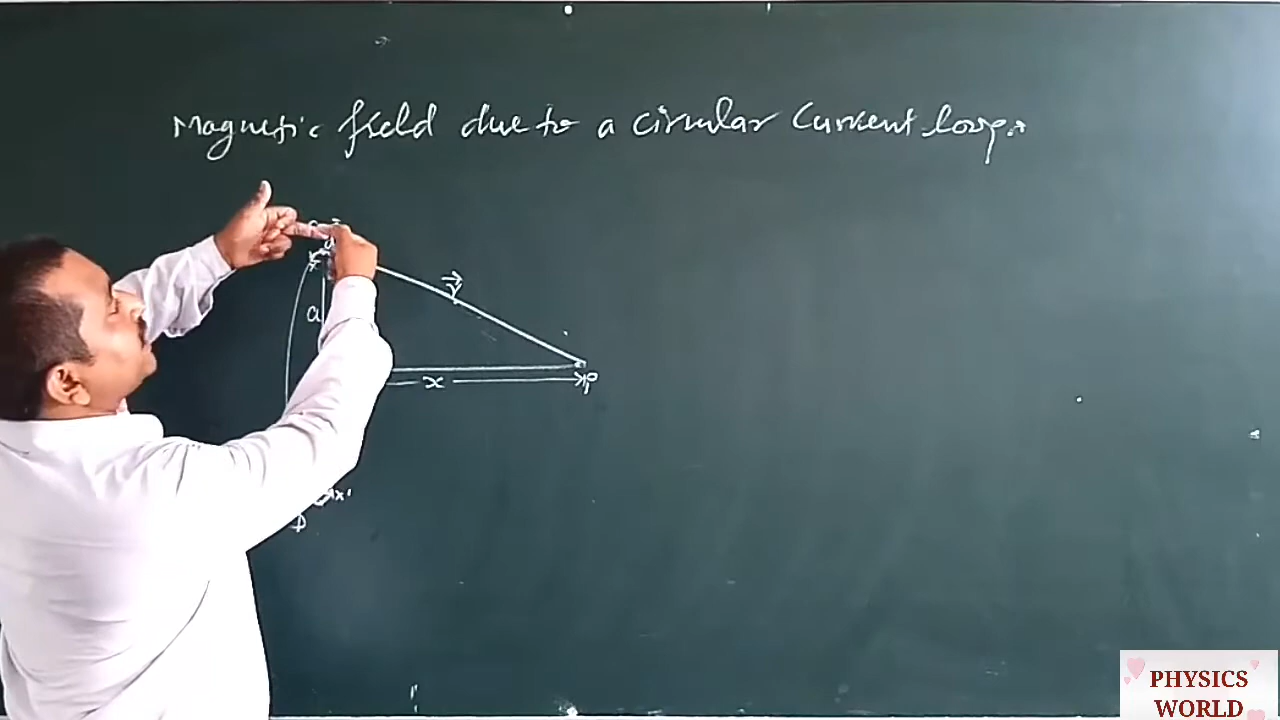 Magnetic field due to a circular Current loop.
r
a
x
P
x'
D
PHYSICS
WORLD